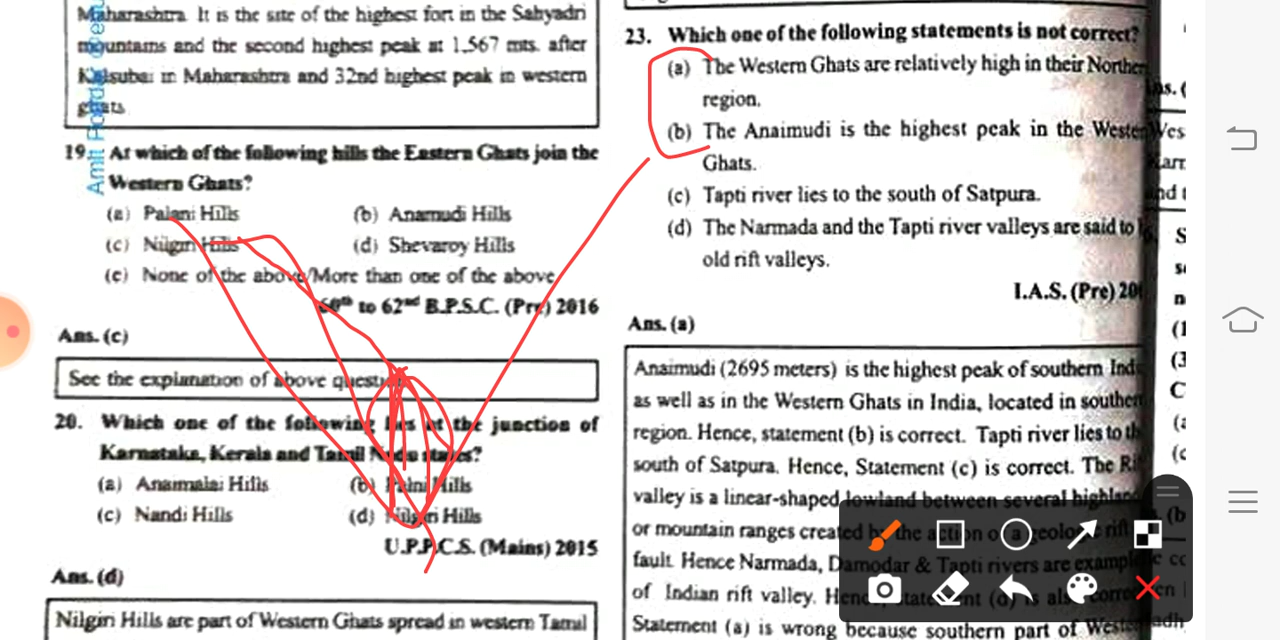 Maharashtra. It is the site of the highest fort in the Sahyadri
mountains and the second highest peak at 1,567 mts. after
Kalsubai in Maharashtra and 32nd highest peak in western
ghats
19. At which of the following hills the Eastern Ghats join the
Western Ghats?
(a) Palani Hills (b) Anamudi Hills
(c) Nilgiri Hills (d) Shevaroy Hills
(e) None of the above/More than one of the above
60th to 62nd B.P.S.C. (Pre) 2016
Ans. (c)
See the explanation of above
20. Which one of the following lies at the junction of
Karnataka, Kerala and Tamil Nadu states?
(a) Anaimalai Hills (b) Palni Hills
(c) Nandi Hills (d) Nilgiri Hills
U.P.P.C.S. (Mains) 2015
Ans. (d)
Nilgiri Hills are part of Western Ghats spread in western Tamil
23. Which one of the following statements is not correct?
(a) The Western Ghats are relatively high in their
region.
(b) The Anaimudi is the highest peak in the
Ghats.
(c) Tapti river lies to the south of Satpura.
(d) The Narmada and the Tapti river valleys are said to
old rift valleys.
I.A.S. (Pre)
Ans. (a)
Anaimudi (2695 meters) is the highest peak of southern
as well as in the Western Ghats in India, located in
region. Hence, statement (b) is correct. Tapti river lies to
south of Satpura. Hence, Statement (c) is correct. The
valley is a linear-shaped lowland between several
or mountain ranges created by the action of a geologic rift
fault. Hence Narmada, Damodar & Tapti rivers are
of Indian rift valley.
Statement (a) is wrong because southern part of